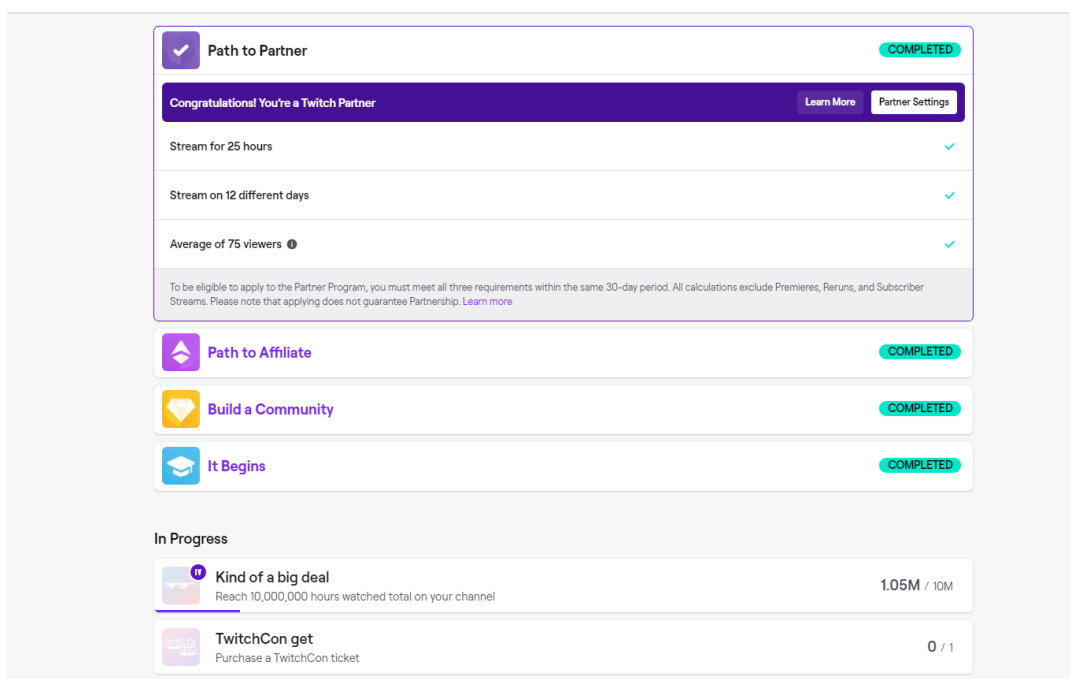 Path to Partner
COMPLETED
Congratulations! You're a Twitch Partner
Learn More
Partner Settings
Stream for 25 hours
Stream on 12 different days
Average of 75 viewers
To be eligible to apply to the Partner Program, you must meet all three requirements within the same 30-day period. All calculations exclude Premieres, Reruns, and Subscriber
Streams. Please note that applying does not guarantee Partnership. Learn more
Path to Affiliate
COMPLETED
Build a Community
COMPLETED
It Begins
COMPLETED
In Progress
IV
Kind of a big deal
Reach 10,000,000 hours watched total on your channel
1.05M / 10M
twitch
con
TwitchCon get
Purchase a TwitchCon ticket
0 / 1